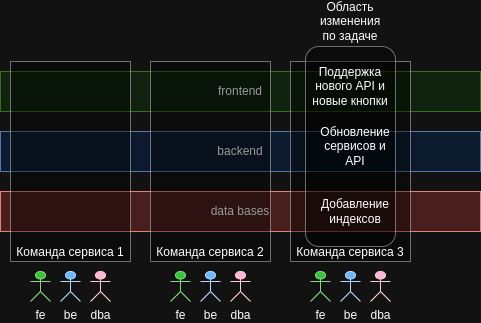 Область
изменения
по задаче
frontend
Поддержка
нового API и
новые кнопки
backend
Обновление
сервисов и
API
data bases
Добавление
индексов
Команда сервиса 1
Команда сервиса 2
Команда сервиса 3
fe be dba
fe be dba
fe be dba